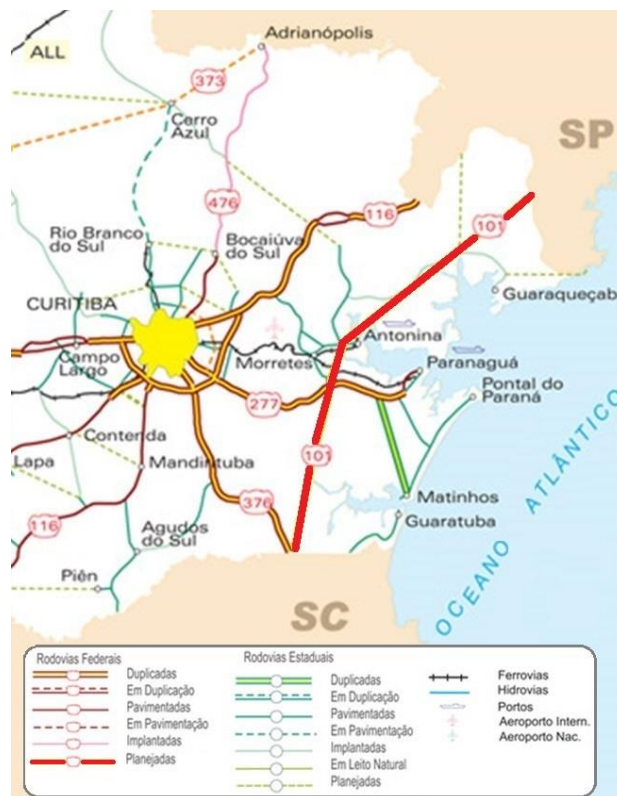 Adrianópolis
ALL
373
Cerro
Azul
SP
476
116
101
Rio Branco
do Sul
Bocaiúva
do Sul
Guaraqueçab
CURITIBA
Antonina
Campo
Largo
Morretes
Paranaguá
277
Pontal do
Paraná
Contenda
101
Lapa
Mandirituba
376
Matinhos
116
Agudos
do Sul
Guaratuba
Piên
OCEANO ATLÂNTICO
SC
Rodovias Federais
Duplicadas
Em Duplicação
Pavimentadas
Em Pavimentação
Implantadas
Planejadas
Rodovias Estaduais
Duplicadas
Em Duplicação
Pavimentadas
Em Pavimentação
Implantadas
Em Leito Natural
Planejadas
Ferrovias
Hidrovias
Portos
Aeroporto Intern.
Aeroporto Nac.